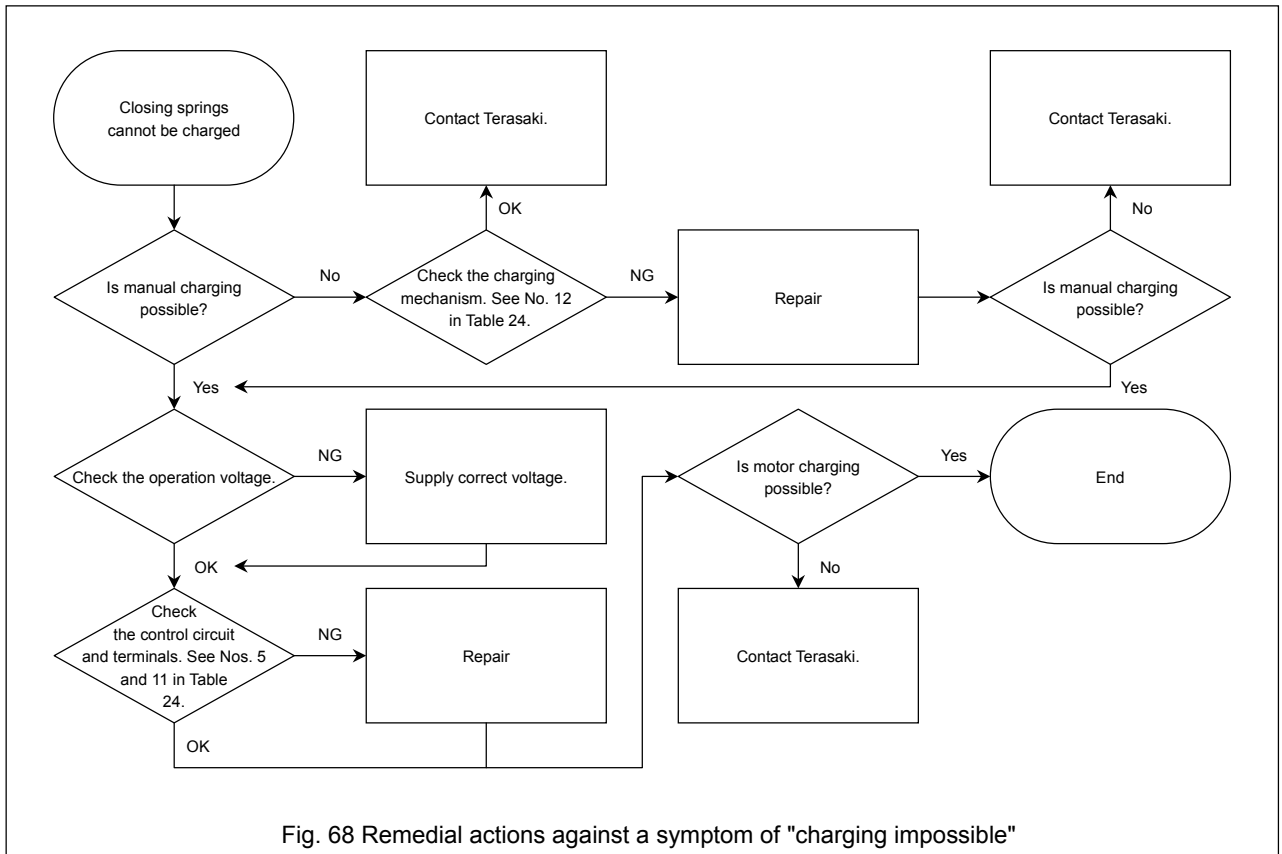 Closing springs
cannot be charged
Contact Terasaki.
Contact Terasaki.
OK
No
Is manual charging
possible?
No
Check the charging
mechanism. See No. 12
in Table 24.
NG
Repair
Is manual charging
possible?
Yes
Yes
Check the operation voltage.
NG
Supply correct voltage.
Is motor charging
possible?
Yes
End
OK
No
Check
the control circuit
and terminals. See Nos. 5
and 11 in Table
24.
NG
Repair
Contact Terasaki.
OK
Fig. 68 Remedial actions against a symptom of "charging impossible"